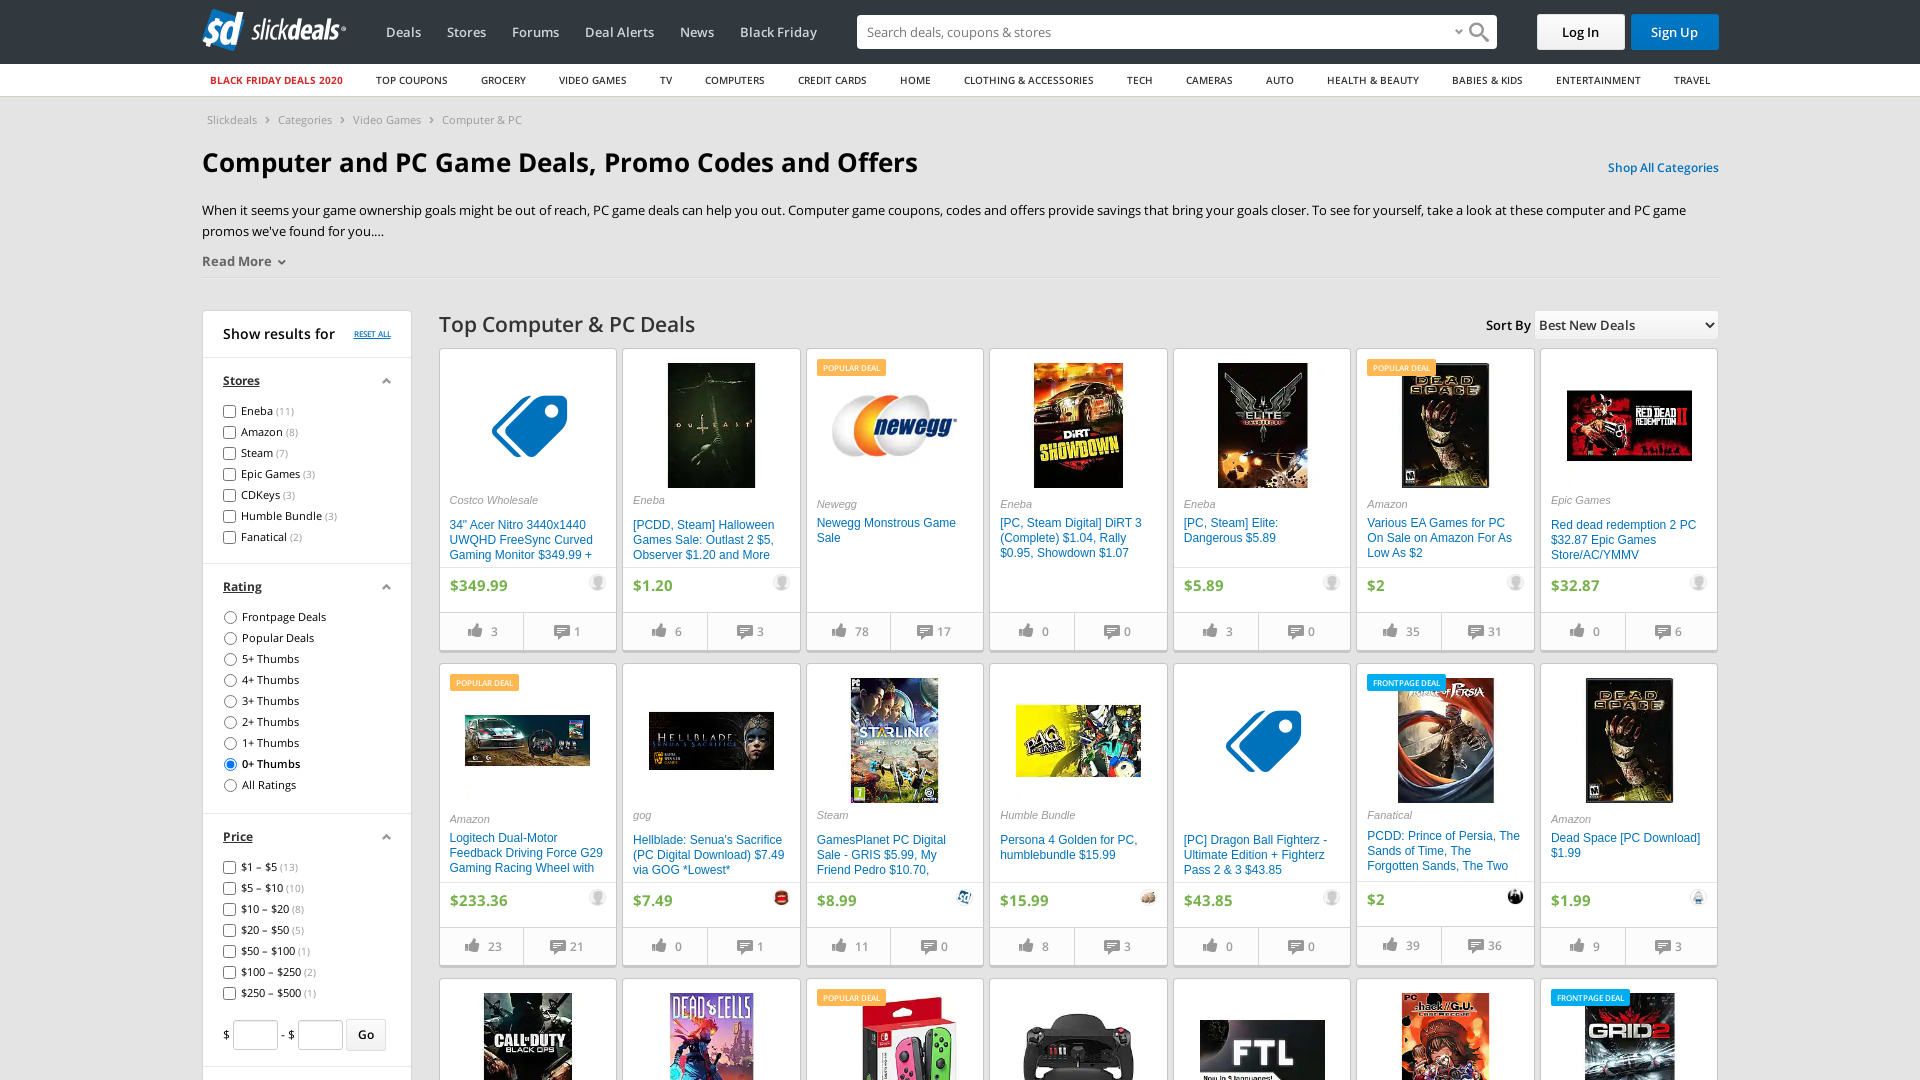 sd slickdeals
Deals
Stores
Forums
Deal Alerts
News
Black Friday
Search deals, coupons & stores
Log In
Sign Up
BLACK FRIDAY DEALS 2020
TOP COUPONS
GROCERY
VIDEO GAMES
TV
COMPUTERS
CREDIT CARDS
HOME
CLOTHING & ACCESSORIES
TECH
CAMERAS
AUTO
HEALTH & BEAUTY
BABIES & KIDS
ENTERTAINMENT
TRAVEL
Slickdeals > Categories > Video Games > Computer & PC
Computer and PC Game Deals, Promo Codes and Offers
Shop All Categories
When it seems your game ownership goals might be out of reach, PC game deals can help you out. Computer game coupons, codes and offers provide savings that bring your goals closer. To see for yourself, take a look at these computer and PC game
promos we've found for you....
Read More
Show results for
RESET ALL
Stores
Eneba (11)
Amazon (8)
Steam (7)
Epic Games (3)
CDKeys (3)
Humble Bundle (3)
Fanatical (2)
Rating
Frontpage Deals
Popular Deals
5+ Thumbs
4+ Thumbs
3+ Thumbs
2+ Thumbs
1+ Thumbs
0+ Thumbs
All Ratings
Price
$1 – $5 (13)
$5 – $10 (10)
$10 – $20 (8)
$20 – $50 (5)
$50 – $100 (1)
$100 – $250 (2)
$250 – $500 (1)
$ - $ Go
Top Computer & PC Deals
Sort By Best New Deals
Costco Wholesale
34" Acer Nitro 3440x1440
UWQHD FreeSync Curved
Gaming Monitor $349.99 +
$349.99
3
1
OUTLAST
Eneba
[PCDD, Steam] Halloween
Games Sale: Outlast 2 $5,
Observer $1.20 and More
$1.20
6
3
POPULAR DEAL
newegg
Newegg
Newegg Monstrous Game
Sale
78
17
DiRT
SHOWDOWN
Eneba
[PC, Steam Digital] DiRT 3
(Complete) $1.04, Rally
$0.95, Showdown $1.07
0
0
ELITE
Eneba
[PC, Steam] Elite:
Dangerous $5.89
$5.89
3
0
POPULAR DEAL
DEAD
SPACE
Amazon
Various EA Games for PC
On Sale on Amazon For As
Low As $2
$2
35
31
RED DEAD
REDEMPTION II
Epic Games
Red dead redemption 2 PC
$32.87 Epic Games
Store/AC/YMMV
$32.87
0
6
POPULAR DEAL
Amazon
Logitech Dual-Motor
Feedback Driving Force G29
Gaming Racing Wheel with
$233.36
23
21
HELLBLADE
SENUA'S SACRIFICE
gog
Hellblade: Senua's Sacrifice
(PC Digital Download) $7.49
via GOG *Lowest*
$7.49
0
1
PC
STARLINK
BATTLE FOR ATLAS
Steam
GamesPlanet PC Digital
Sale - GRIS $5.99, My
Friend Pedro $10.70,
$8.99
11
0
P4G
Humble Bundle
Persona 4 Golden for PC,
humblebundle $15.99
$15.99
8
3
[PC] Dragon Ball Fighterz -
Ultimate Edition + Fighterz
Pass 2 & 3 $43.85
$43.85
0
0
FRONTPAGE DEAL
PRINCE of PERSIA
Fanatical
PCDD: Prince of Persia, The
Sands of Time, The
Forgotten Sands, The Two
$2
39
36
DEAD
SPACE
Amazon
Dead Space [PC Download]
$1.99
$1.99
9
3
CALL OF DUTY
BLACK OPS
DEAD CELLS
POPULAR DEAL
FTL
Now in 9 languages!
PC
.hack//G.U.
LAST RECODE
FRONTPAGE DEAL
GRID 2